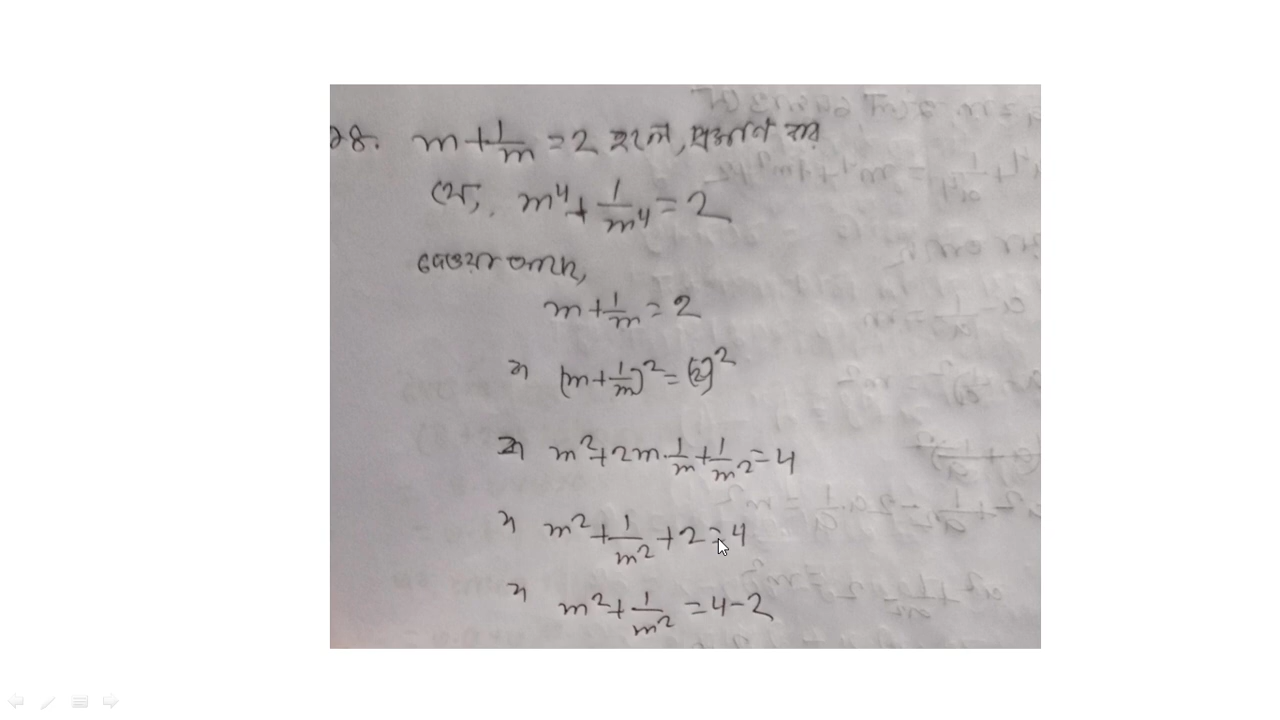 ২৪. m + 1/m = 2 হলে, প্রমাণ কর
যে, m⁴ + 1/m⁴ = 2
দেওয়া আছে,
m + 1/m = 2
বা (m + 1/m)² = (2)²
বা m² + 2m · 1/m + 1/m² = 4
বা m² + 1/m² + 2 = 4
বা m² + 1/m² = 4 - 2